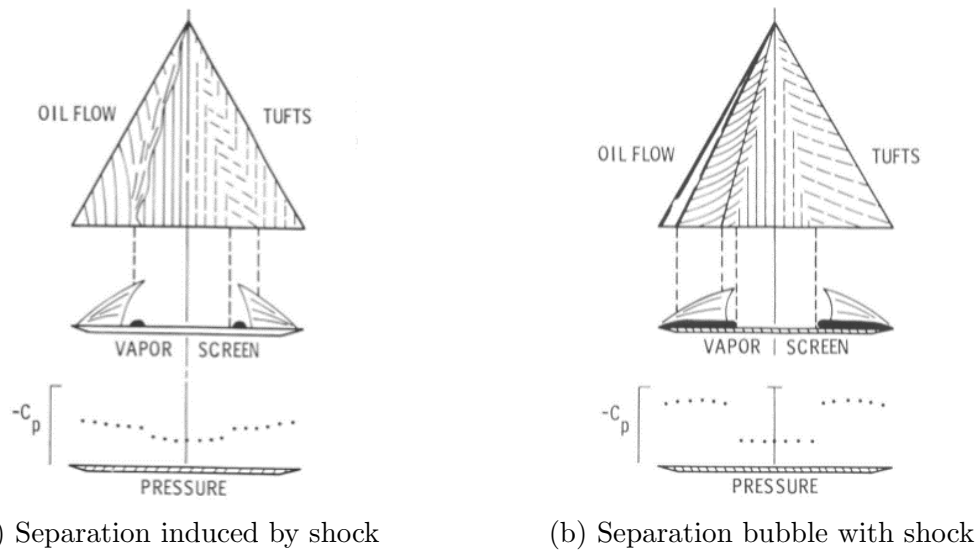 OIL FLOW
TUFTS
VAPOR SCREEN
-Cp
PRESSURE
) Separation induced by shock
OIL FLOW
TUFTS
VAPOR SCREEN
-Cp
PRESSURE
(b) Separation bubble with shock